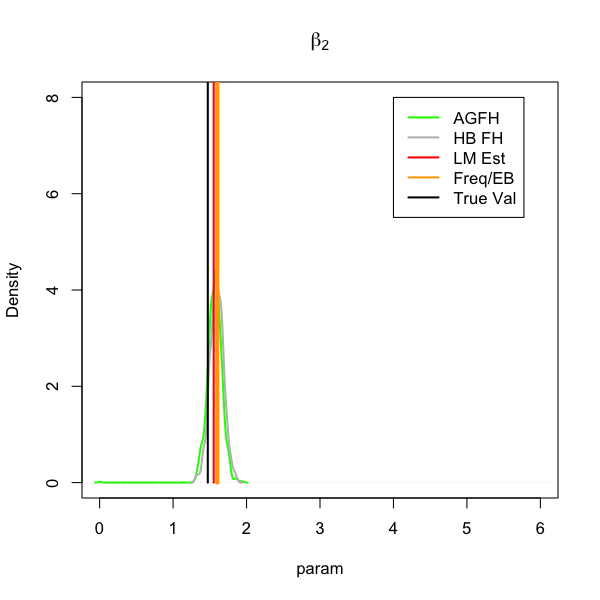 β2
Density
8
6
4
2
0
AGFH
HB FH
LM Est
Freq/EB
True Val
0 1 2 3 4 5 6
param